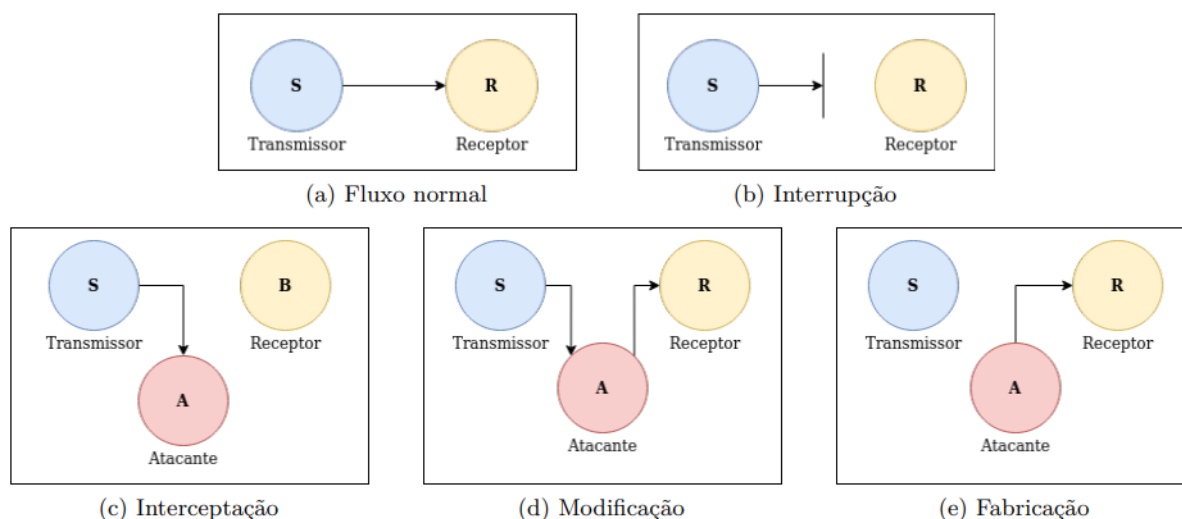 S
R
Transmissor
Receptor
(a) Fluxo normal
S
R
Transmissor
Receptor
(b) Interrupção
S
B
Transmissor
Receptor
A
Atacante
(c) Interceptação
S
R
Transmissor
Receptor
A
Atacante
(d) Modificação
S
R
Transmissor
Receptor
A
Atacante
(e) Fabricação